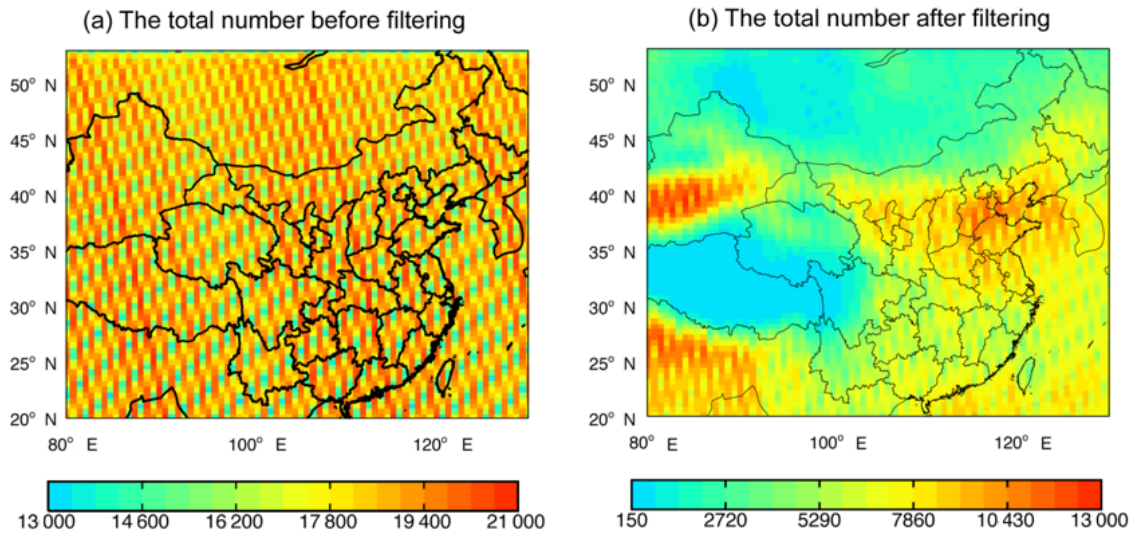 (a) The total number before filtering
50° N
45° N
40° N
35° N
30° N
25° N
20° N
80° E
100° E
120° E
13 000
14 600
16 200
17 800
19 400
21 000
(b) The total number after filtering
50° N
45° N
40° N
35° N
30° N
25° N
20° N
80° E
100° E
120° E
150
2720
5290
7860
10 430
13 000